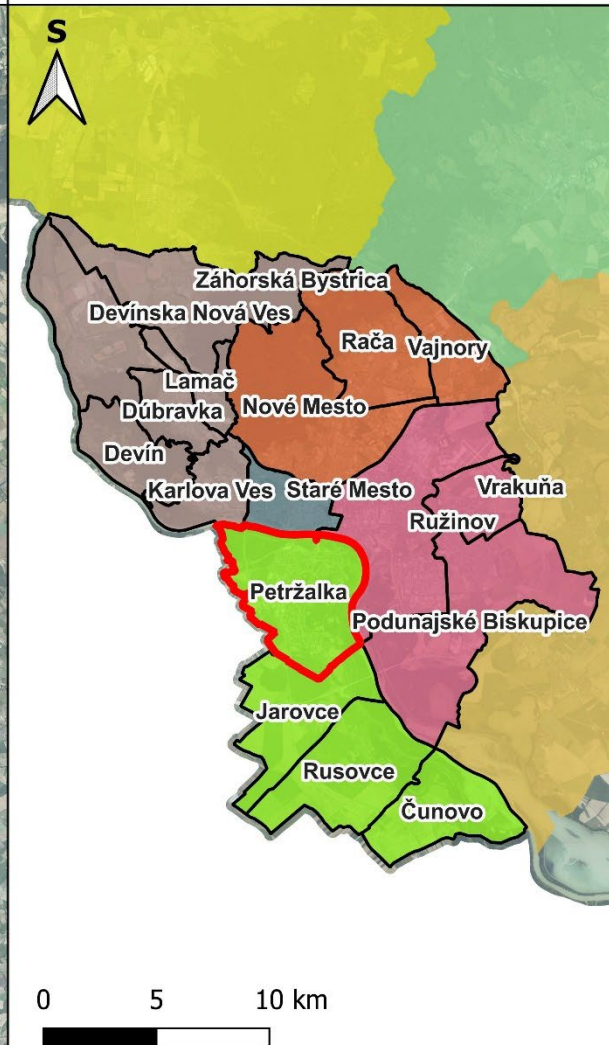 S
Záhorská Bystrica
Devínska Nová Ves
Rača
Vajnory
Lamač
Dúbravka
Nové Mesto
Devín
Karlova Ves
Staré Mesto
Vrakuňa
Ružinov
Petržalka
Podunajské Biskupice
Jarovce
Rusovce
Čunovo
0 5 10 km